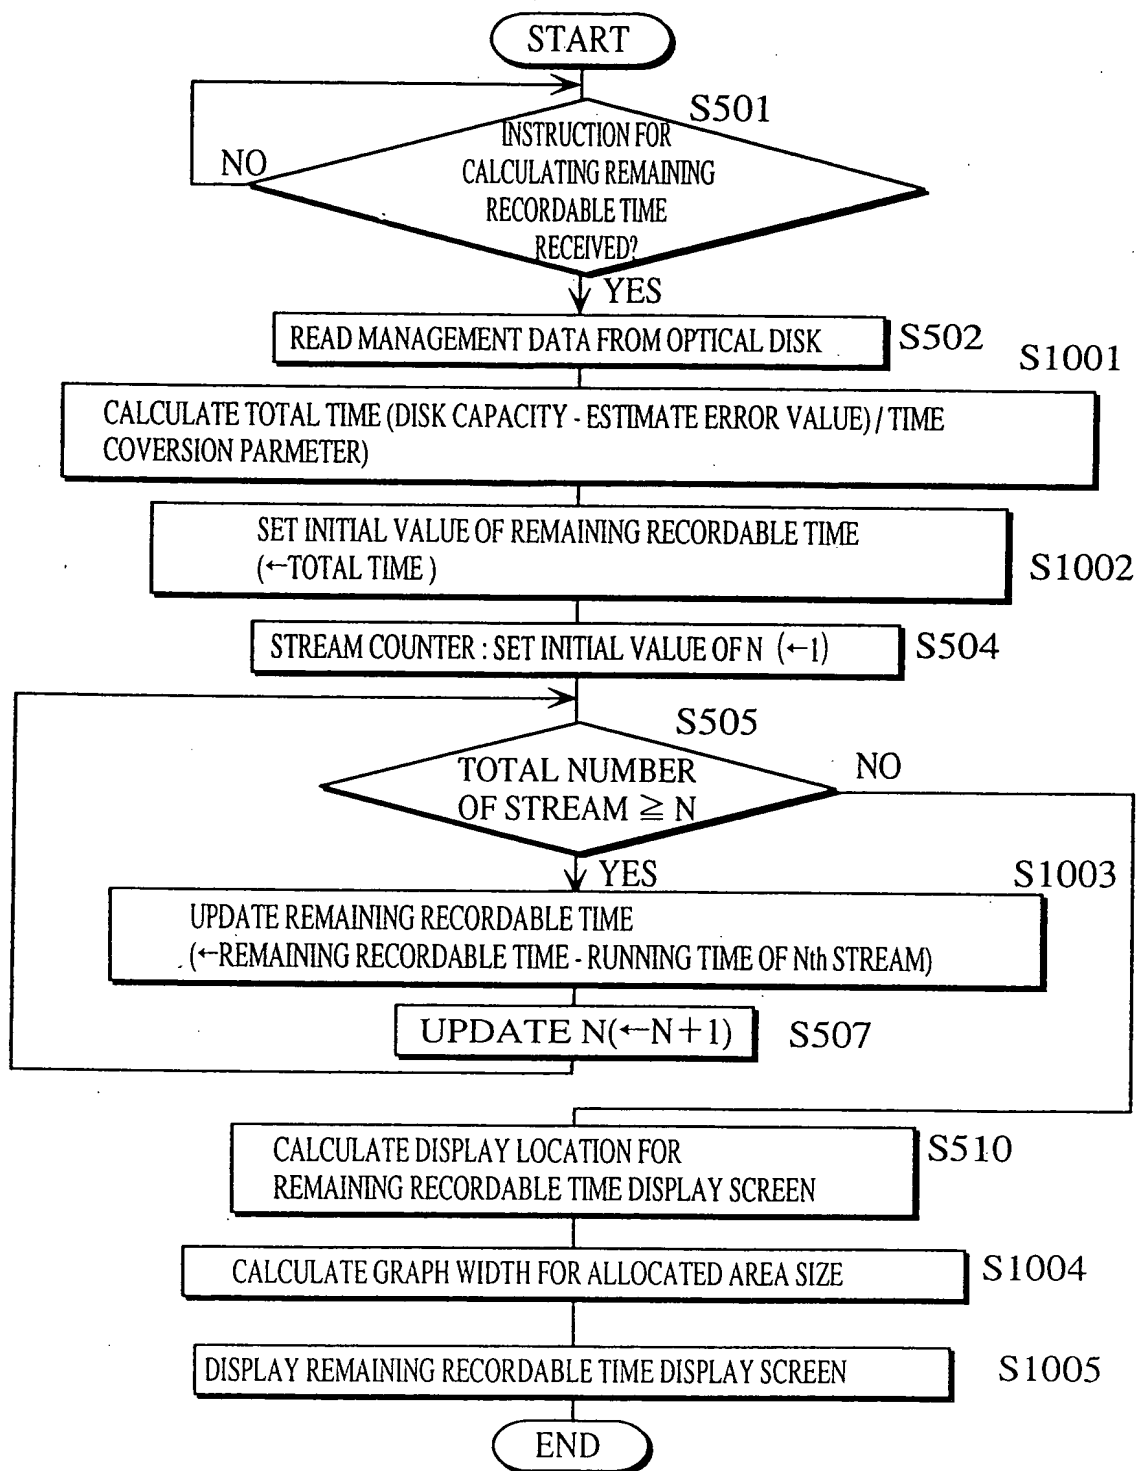 START
S501
INSTRUCTION FOR
CALCULATING REMAINING
RECORDABLE TIME
RECEIVED?
NO
YES
READ MANAGEMENT DATA FROM OPTICAL DISK
S502
S1001
CALCULATE TOTAL TIME (DISK CAPACITY - ESTIMATE ERROR VALUE) / TIME
COVERSION PARMETER)
SET INITIAL VALUE OF REMAINING RECORDABLE TIME
(←TOTAL TIME )
S1002
STREAM COUNTER : SET INITIAL VALUE OF N (←1)
S504
S505
TOTAL NUMBER
OF STREAM ≧ N
NO
YES
S1003
UPDATE REMAINING RECORDABLE TIME
(←REMAINING RECORDABLE TIME - RUNNING TIME OF Nth STREAM)
UPDATE N(←N+1)
S507
CALCULATE DISPLAY LOCATION FOR
REMAINING RECORDABLE TIME DISPLAY SCREEN
S510
CALCULATE GRAPH WIDTH FOR ALLOCATED AREA SIZE
S1004
DISPLAY REMAINING RECORDABLE TIME DISPLAY SCREEN
S1005
END